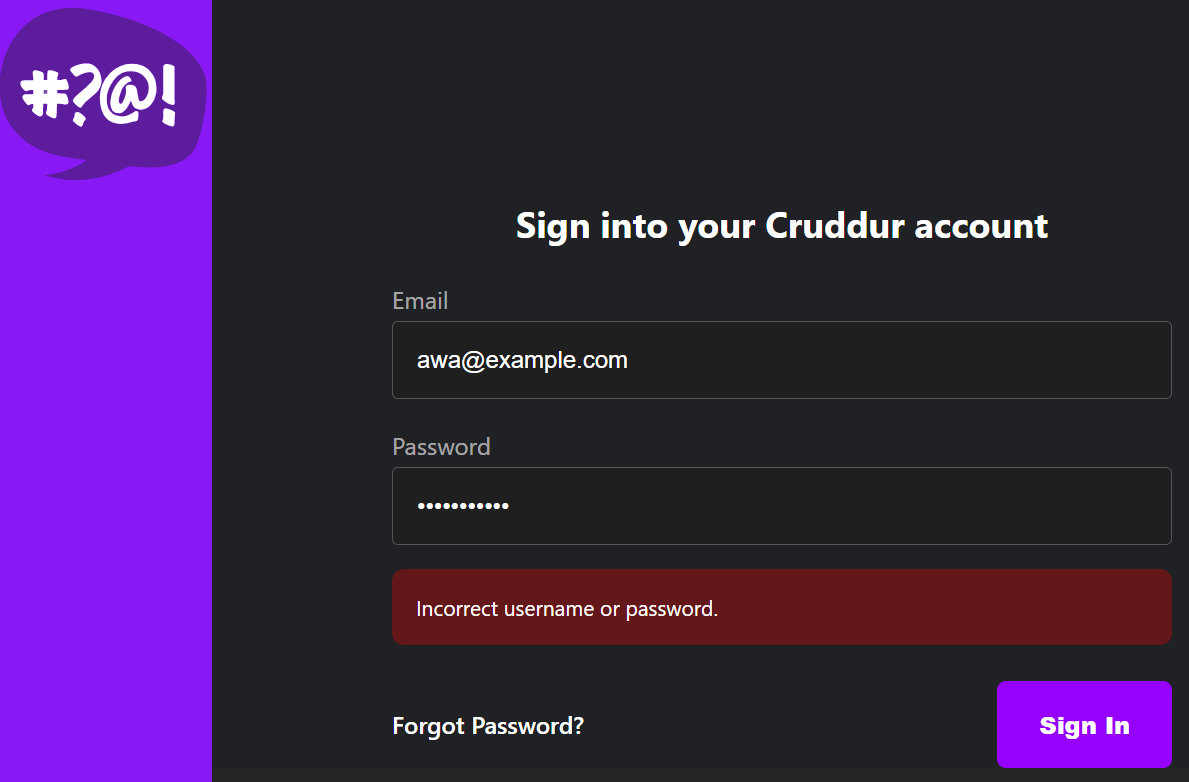 #?@!
Sign into your Cruddur account
Email
awa@example.com
Password
•••••••••••
Incorrect username or password.
Forgot Password?
Sign In